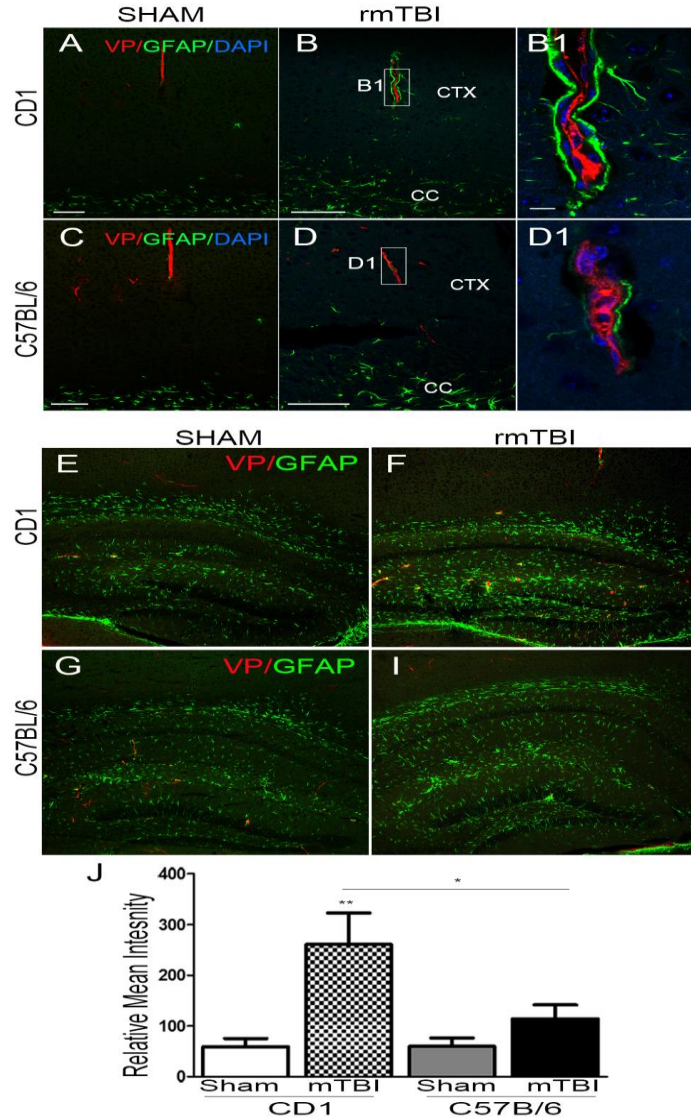 SHAM rmTBI
CD1
A VP/GFAP/DAPI
B B1 CTX CC
B1
C57BL/6
C VP/GFAP/DAPI
D D1 CTX CC
D1
SHAM rmTBI
CD1
E VP/GFAP
F
C57BL/6
G VP/GFAP
I
J
Relative Mean Intesnity
400
300
200
100
0
**
*
Sham mTBI Sham mTBI
CD1 C57B/6